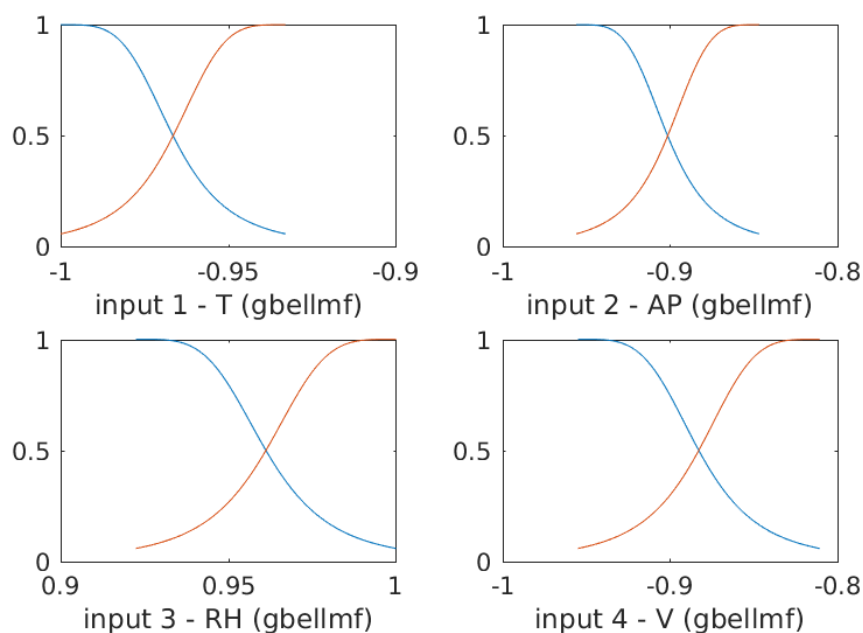 1
0.5
0
-1 -0.95 -0.9
input 1 - T (gbellmf)
1
0.5
0
-1 -0.9 -0.8
input 2 - AP (gbellmf)
1
0.5
0
0.9 0.95 1
input 3 - RH (gbellmf)
1
0.5
0
-1 -0.9 -0.8
input 4 - V (gbellmf)